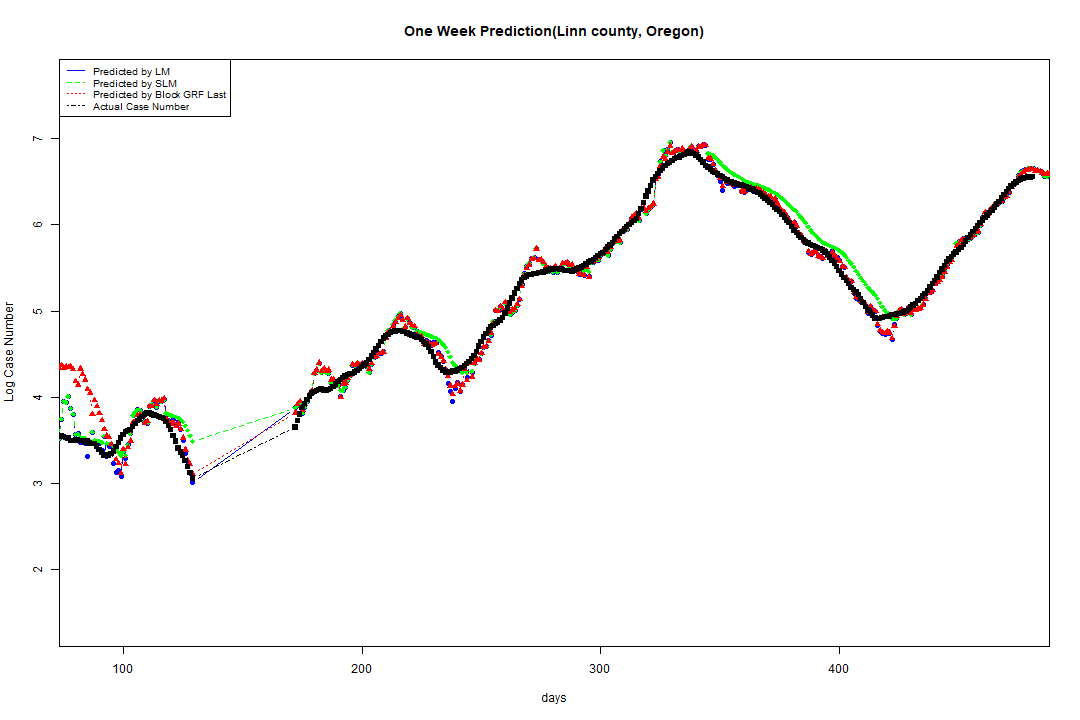 One Week Prediction(Linn county, Oregon)
Predicted by LM
Predicted by SLM
Predicted by Block GRF Last
Actual Case Number
Log Case Number
7
6
5
4
3
2
100 200 300 400
days